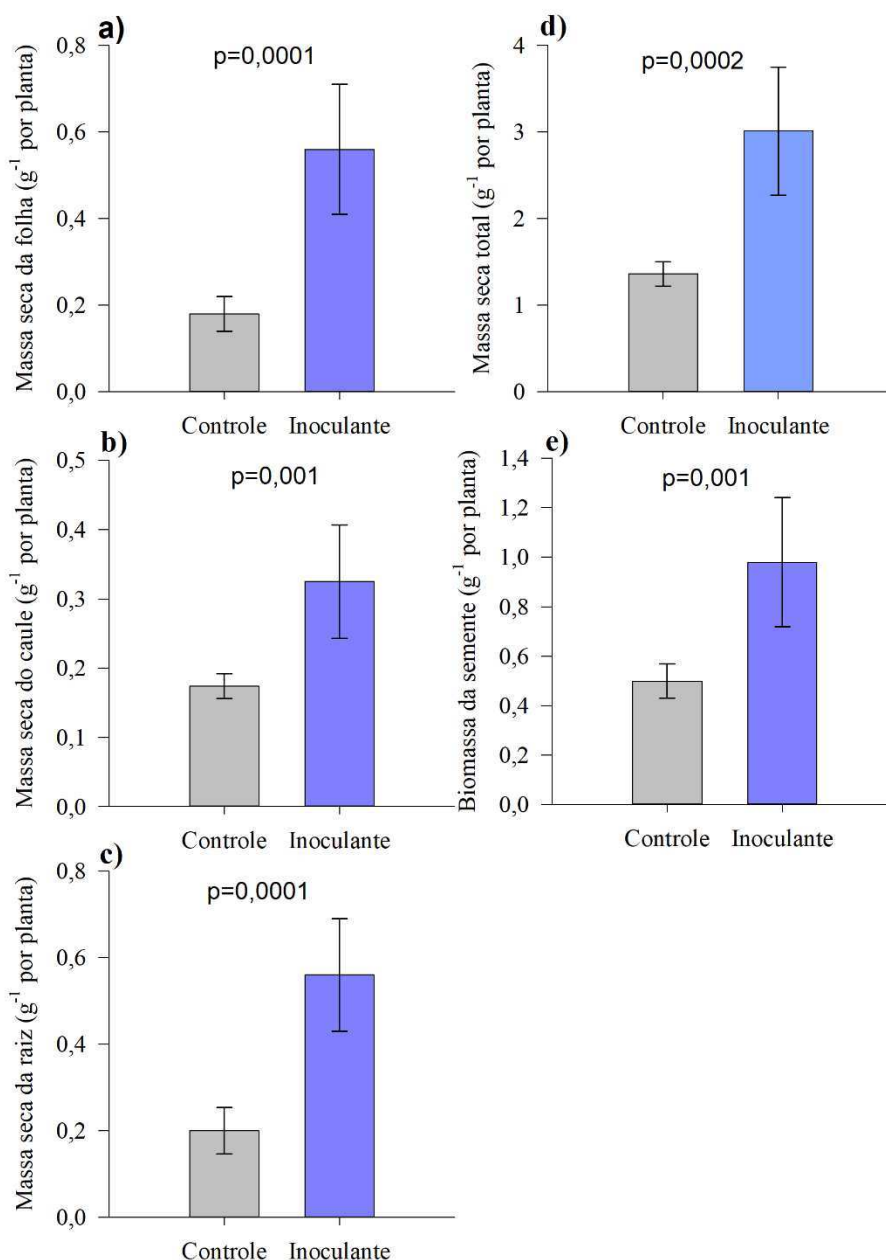 a)
p=0,0001
Massa seca da folha (g⁻¹ por planta)
0,8
0,6
0,4
0,2
0,0
Controle Inoculante
b)
p=0,001
Massa seca do caule (g⁻¹ por planta)
0,5
0,3
0,2
0,1
0,0
Controle Inoculante
c)
p=0,0001
Massa seca da raiz (g⁻¹ por planta)
0,8
0,6
0,4
0,2
0,0
Controle Inoculante
d)
p=0,0002
Massa seca total (g⁻¹ por planta)
4
3
2
1
0
Controle Inoculante
e)
p=0,001
Biomassa da semente (g⁻¹ por planta)
1,4
1,2
1,0
0,8
0,6
0,4
0,2
0,0
Controle Inoculante